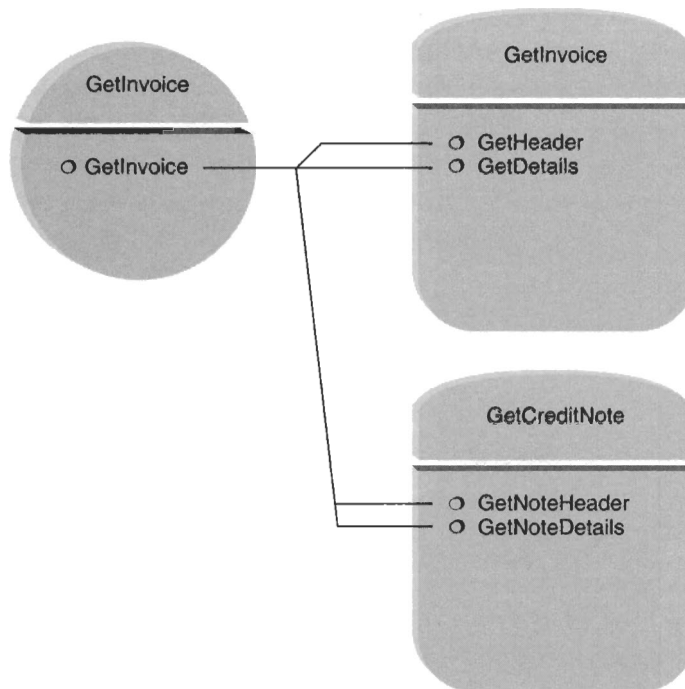 GetInvoice
GetInvoice
GetInvoice
GetHeader
GetDetails
GetCreditNote
GetNoteHeader
GetNoteDetails